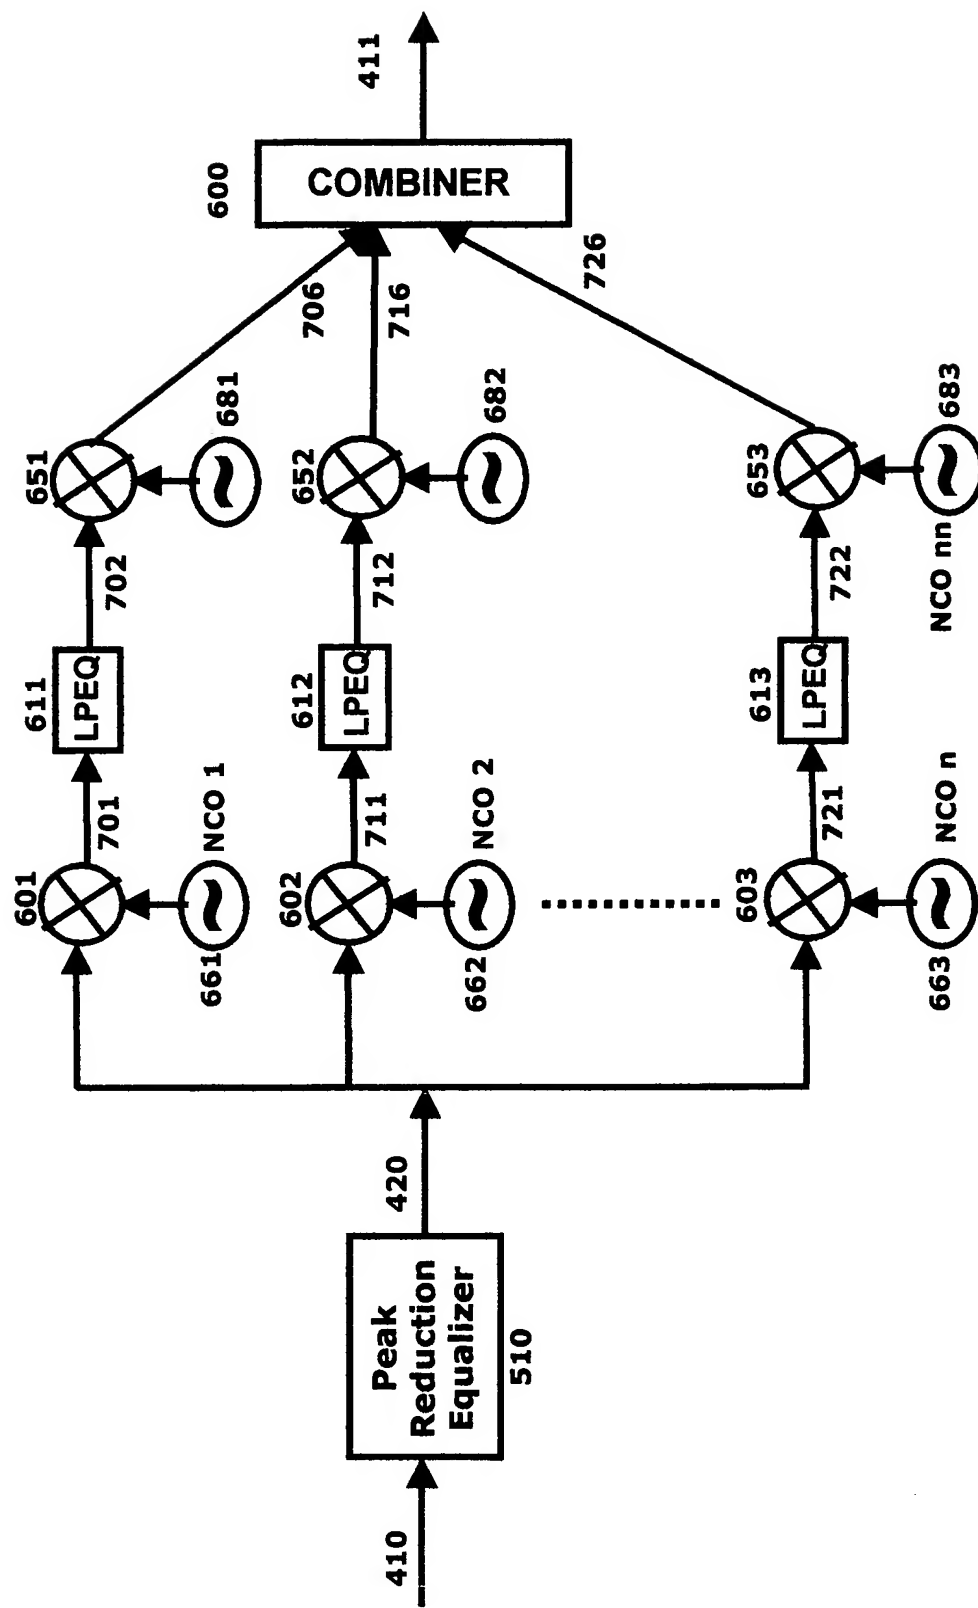 410
Peak
Reduction
Equalizer
510
420
601
661
NCO 1
701
611
LPEQ
702
651
681
706
602
662
NCO 2
711
612
LPEQ
712
652
682
716
603
663
NCO n
721
613
LPEQ
722
653
NCO nn
683
726
600
COMBINER
411